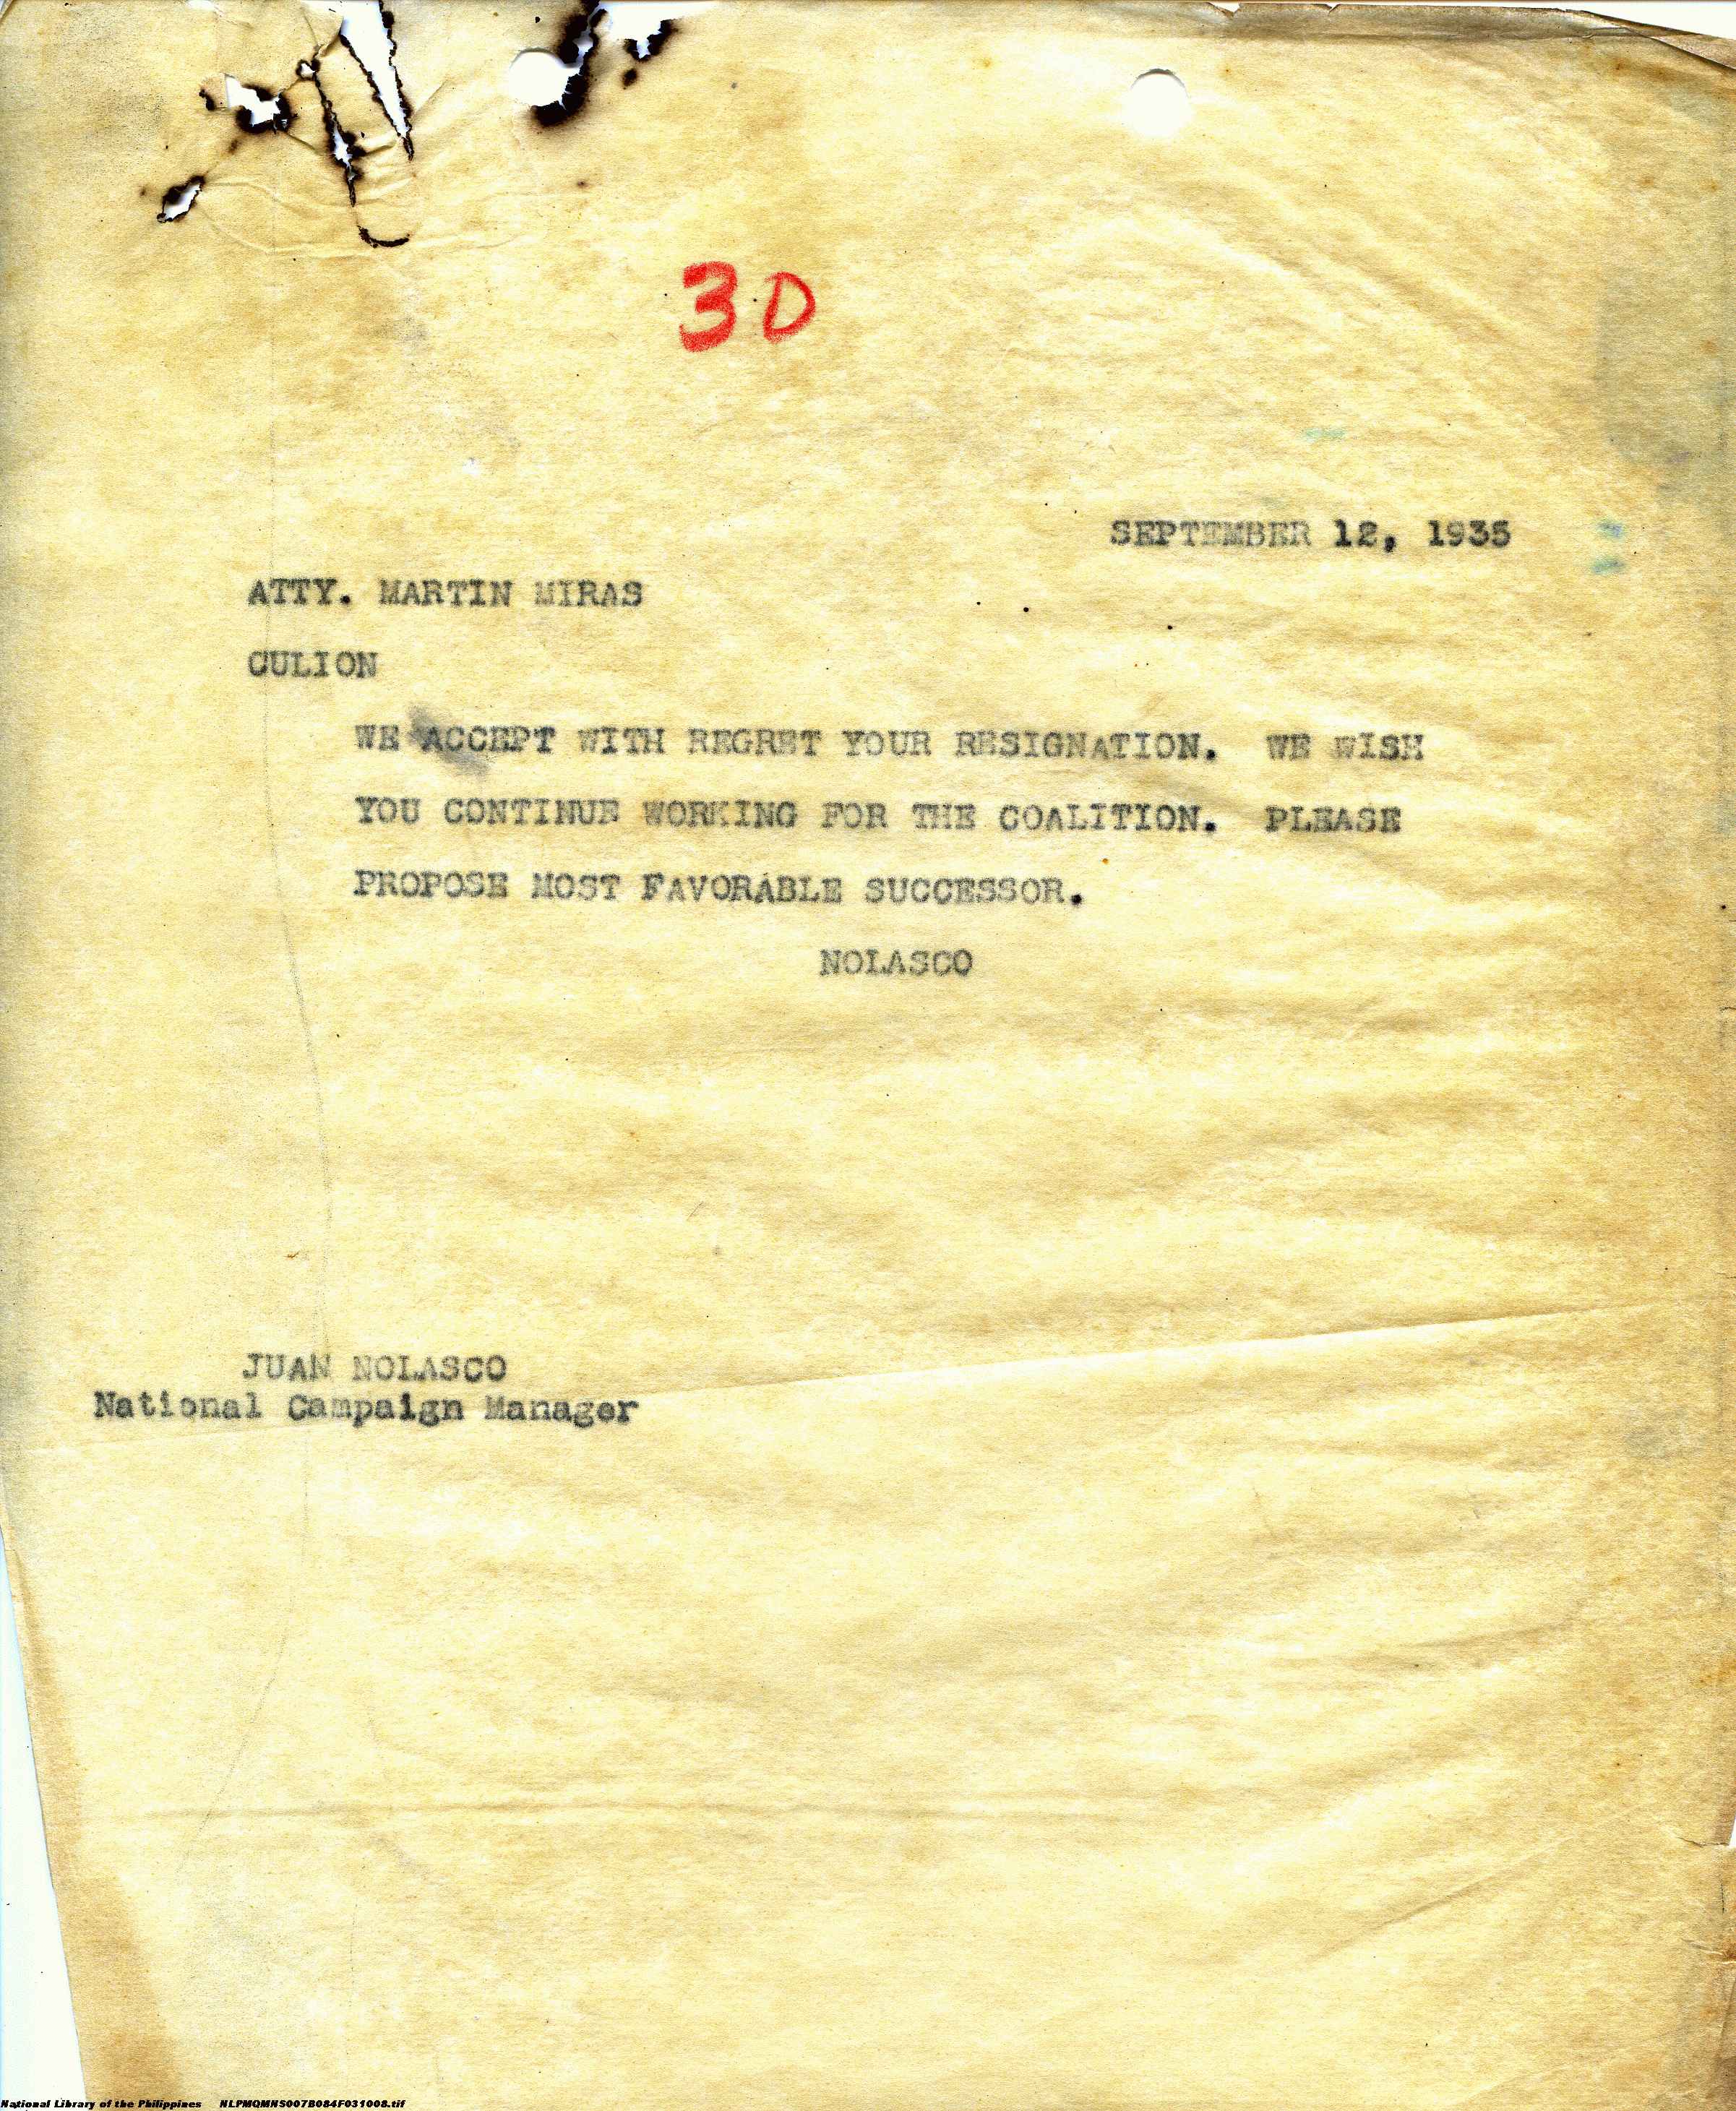 3D
SEPTEMBER 12, 1935
ATTY. MARTIN MIRAS
CULION
WE ACCEPT WITH REGRET YOUR RESIGNATION. WE WISH
YOU CONTINUE WORKING FOR THE COALITION. PLEASE
PROPOSE MOST FAVORABLE SUCCESSOR.
NOLASCO
JUAN NOLASCO
National Campaign Manager
National Library of the Philippines NLPMQMNS007B084F031008.tif